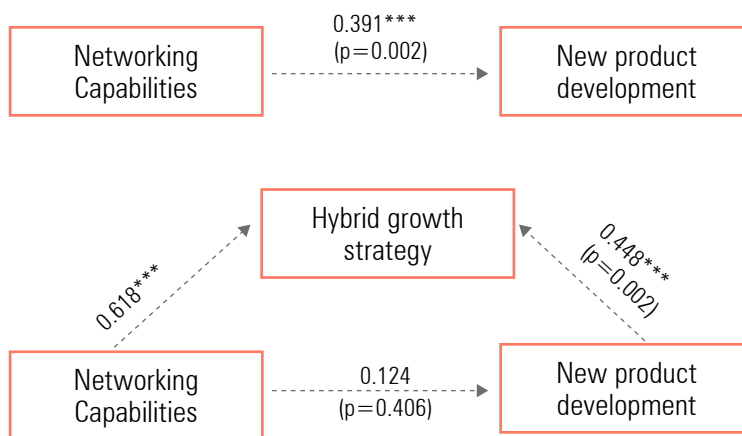 0.391***
(p=0.002)
Networking
Capabilities
New product
development
Hybrid growth
strategy
0.618***
0.448***
(p=0.002)
Networking
Capabilities
0.124
(p=0.406)
New product
development